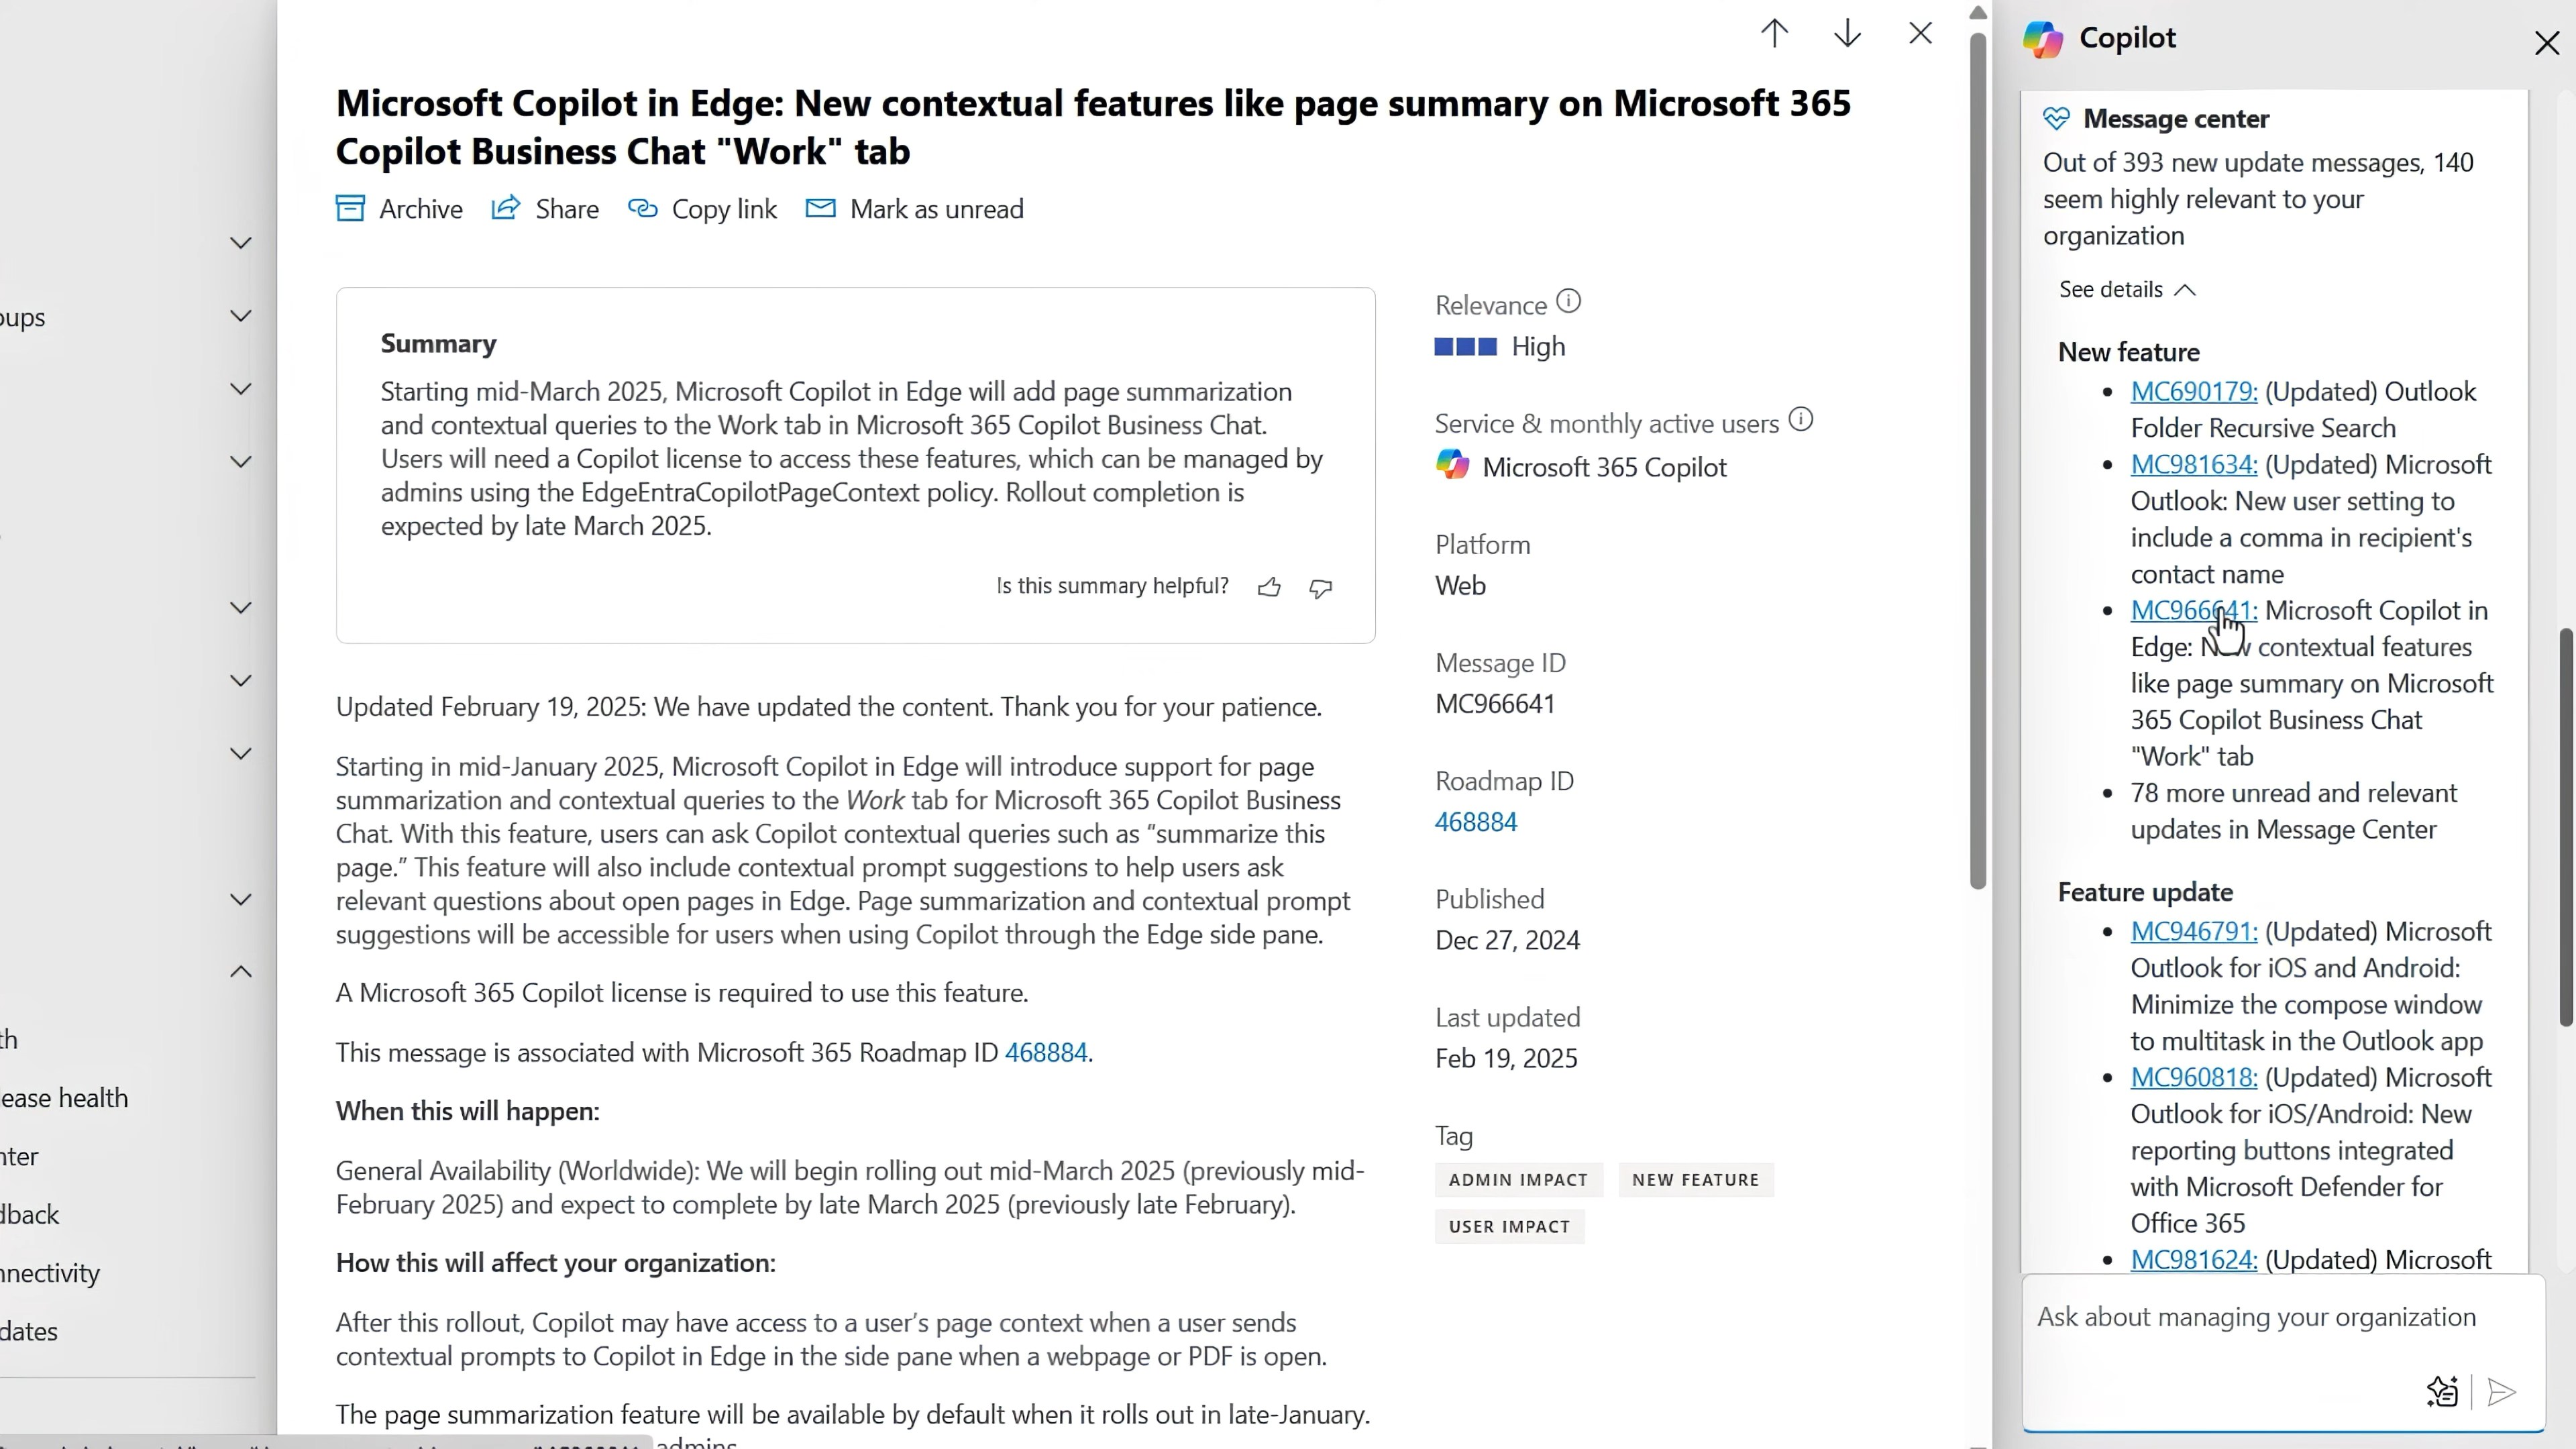 oups
th
ease health
nter
dback
nnectivity
dates
Microsoft Copilot in Edge: New contextual features like page summary on Microsoft 365
Copilot Business Chat "Work" tab
Archive Share Copy link Mark as unread
Summary
Starting mid-March 2025, Microsoft Copilot in Edge will add page summarization
and contextual queries to the Work tab in Microsoft 365 Copilot Business Chat.
Users will need a Copilot license to access these features, which can be managed by
admins using the EdgeEntraCopilotPageContext policy. Rollout completion is
expected by late March 2025.
Is this summary helpful?
Updated February 19, 2025: We have updated the content. Thank you for your patience.
Starting in mid-January 2025, Microsoft Copilot in Edge will introduce support for page
summarization and contextual queries to the Work tab for Microsoft 365 Copilot Business
Chat. With this feature, users can ask Copilot contextual queries such as “summarize this
page.” This feature will also include contextual prompt suggestions to help users ask
relevant questions about open pages in Edge. Page summarization and contextual prompt
suggestions will be accessible for users when using Copilot through the Edge side pane.
A Microsoft 365 Copilot license is required to use this feature.
This message is associated with Microsoft 365 Roadmap ID 468884.
When this will happen:
General Availability (Worldwide): We will begin rolling out mid-March 2025 (previously mid-
February 2025) and expect to complete by late March 2025 (previously late February).
How this will affect your organization:
After this rollout, Copilot may have access to a user’s page context when a user sends
contextual prompts to Copilot in Edge in the side pane when a webpage or PDF is open.
The page summarization feature will be available by default when it rolls out in late-January.
admins
Relevance
High
Service & monthly active users
Microsoft 365 Copilot
Platform
Web
Message ID
MC966641
Roadmap ID
468884
Published
Dec 27, 2024
Last updated
Feb 19, 2025
Tag
ADMIN IMPACT NEW FEATURE
USER IMPACT
Copilot
Message center
Out of 393 new update messages, 140
seem highly relevant to your
organization
See details
New feature
MC690179: (Updated) Outlook
Folder Recursive Search
MC981634: (Updated) Microsoft
Outlook: New user setting to
include a comma in recipient's
contact name
MC966641: Microsoft Copilot in
Edge: New contextual features
like page summary on Microsoft
365 Copilot Business Chat
"Work" tab
78 more unread and relevant
updates in Message Center
Feature update
MC946791: (Updated) Microsoft
Outlook for iOS and Android:
Minimize the compose window
to multitask in the Outlook app
MC960818: (Updated) Microsoft
Outlook for iOS/Android: New
reporting buttons integrated
with Microsoft Defender for
Office 365
MC981624: (Updated) Microsoft
Ask about managing your organization